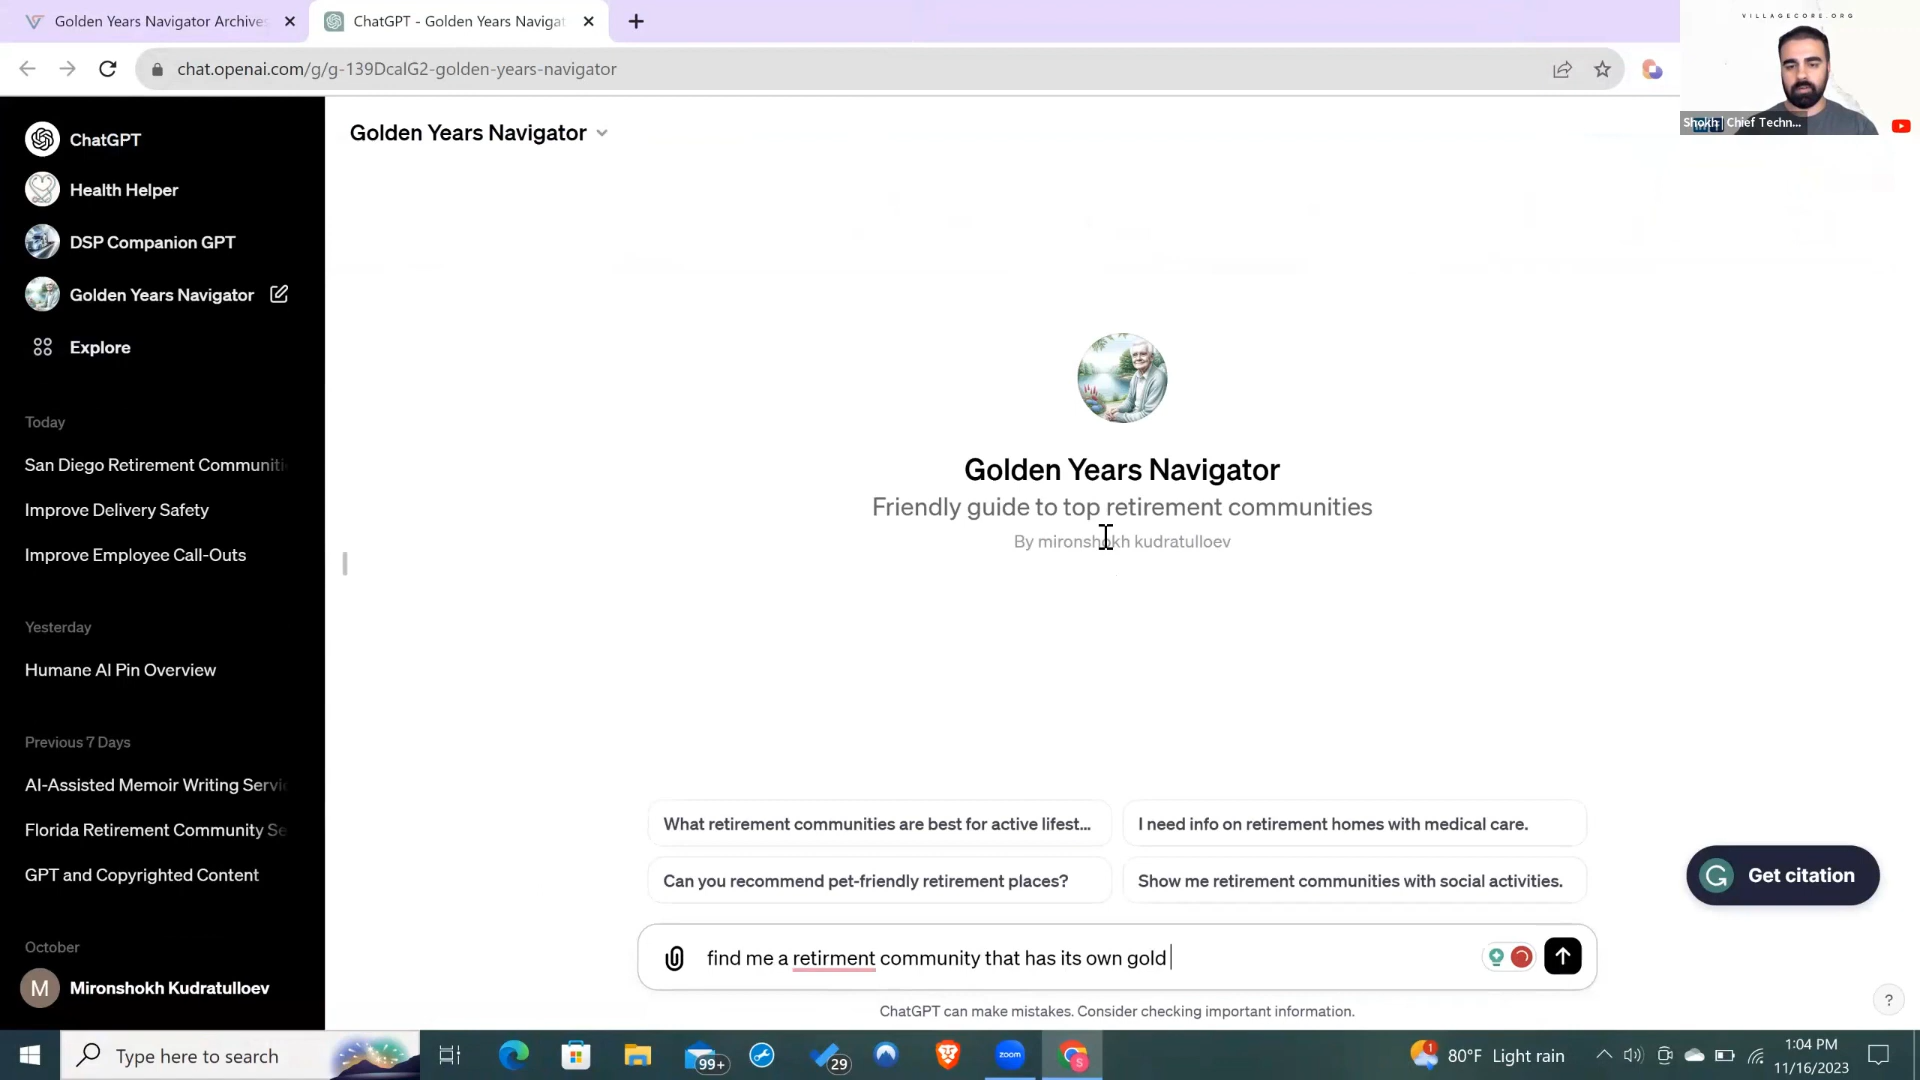 Golden Years Navigator Archives
ChatGPT - Golden Years Navigat
chat.openai.com/g/g-139DcalG2-golden-years-navigator
VILLAGECORE.ORG
Shokh | Chief Techn...
ChatGPT
Health Helper
DSP Companion GPT
Golden Years Navigator
Explore
Today
San Diego Retirement Communiti
Improve Delivery Safety
Improve Employee Call-Outs
Yesterday
Humane AI Pin Overview
Previous 7 Days
AI-Assisted Memoir Writing Servic
Florida Retirement Community Se
GPT and Copyrighted Content
October
M
Mironshokh Kudratulloev
Golden Years Navigator
Golden Years Navigator
Friendly guide to top retirement communities
By mironshokh kudratulloev
What retirement communities are best for active lifest...
I need info on retirement homes with medical care.
Can you recommend pet-friendly retirement places?
Show me retirement communities with social activities.
Get citation
find me a retirment community that has its own gold
ChatGPT can make mistakes. Consider checking important information.
?
Type here to search
99+
29
zoom
S
1
80°F Light rain
1:04 PM
11/16/2023